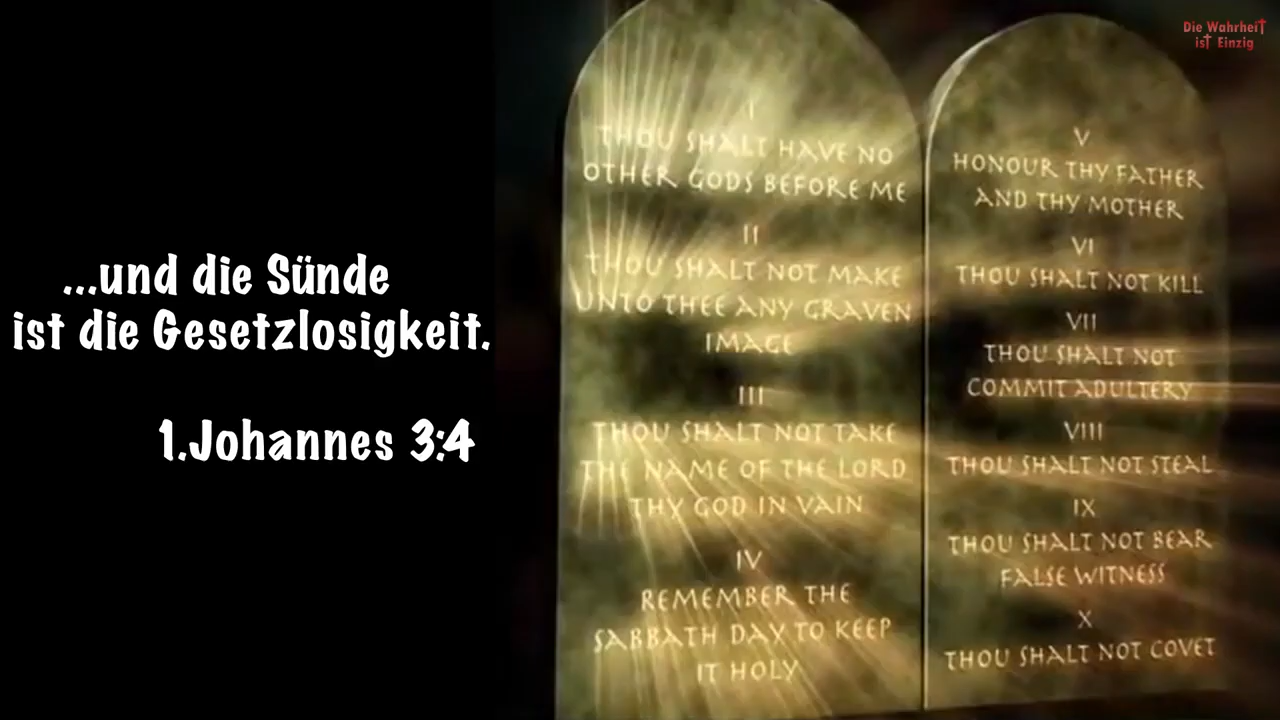 ...und die Sünde
ist die Gesetzlosigkeit.
1.Johannes 3:4
I
THOU SHALT HAVE NO
OTHER GODS BEFORE ME
II
THOU SHALT NOT MAKE
UNTO THEE ANY GRAVEN
IMAGE
III
THOU SHALT NOT TAKE
THE NAME OF THE LORD
THY GOD IN VAIN
IV
REMEMBER THE
SABBATH DAY TO KEEP
IT HOLY
V
HONOUR THY FATHER
AND THY MOTHER
VI
THOU SHALT NOT KILL
VII
THOU SHALT NOT
COMMIT ADULTERY
VIII
THOU SHALT NOT STEAL
IX
THOU SHALT NOT BEAR
FALSE WITNESS
X
THOU SHALT NOT COVET
Die Wahrheit
ist Einzig